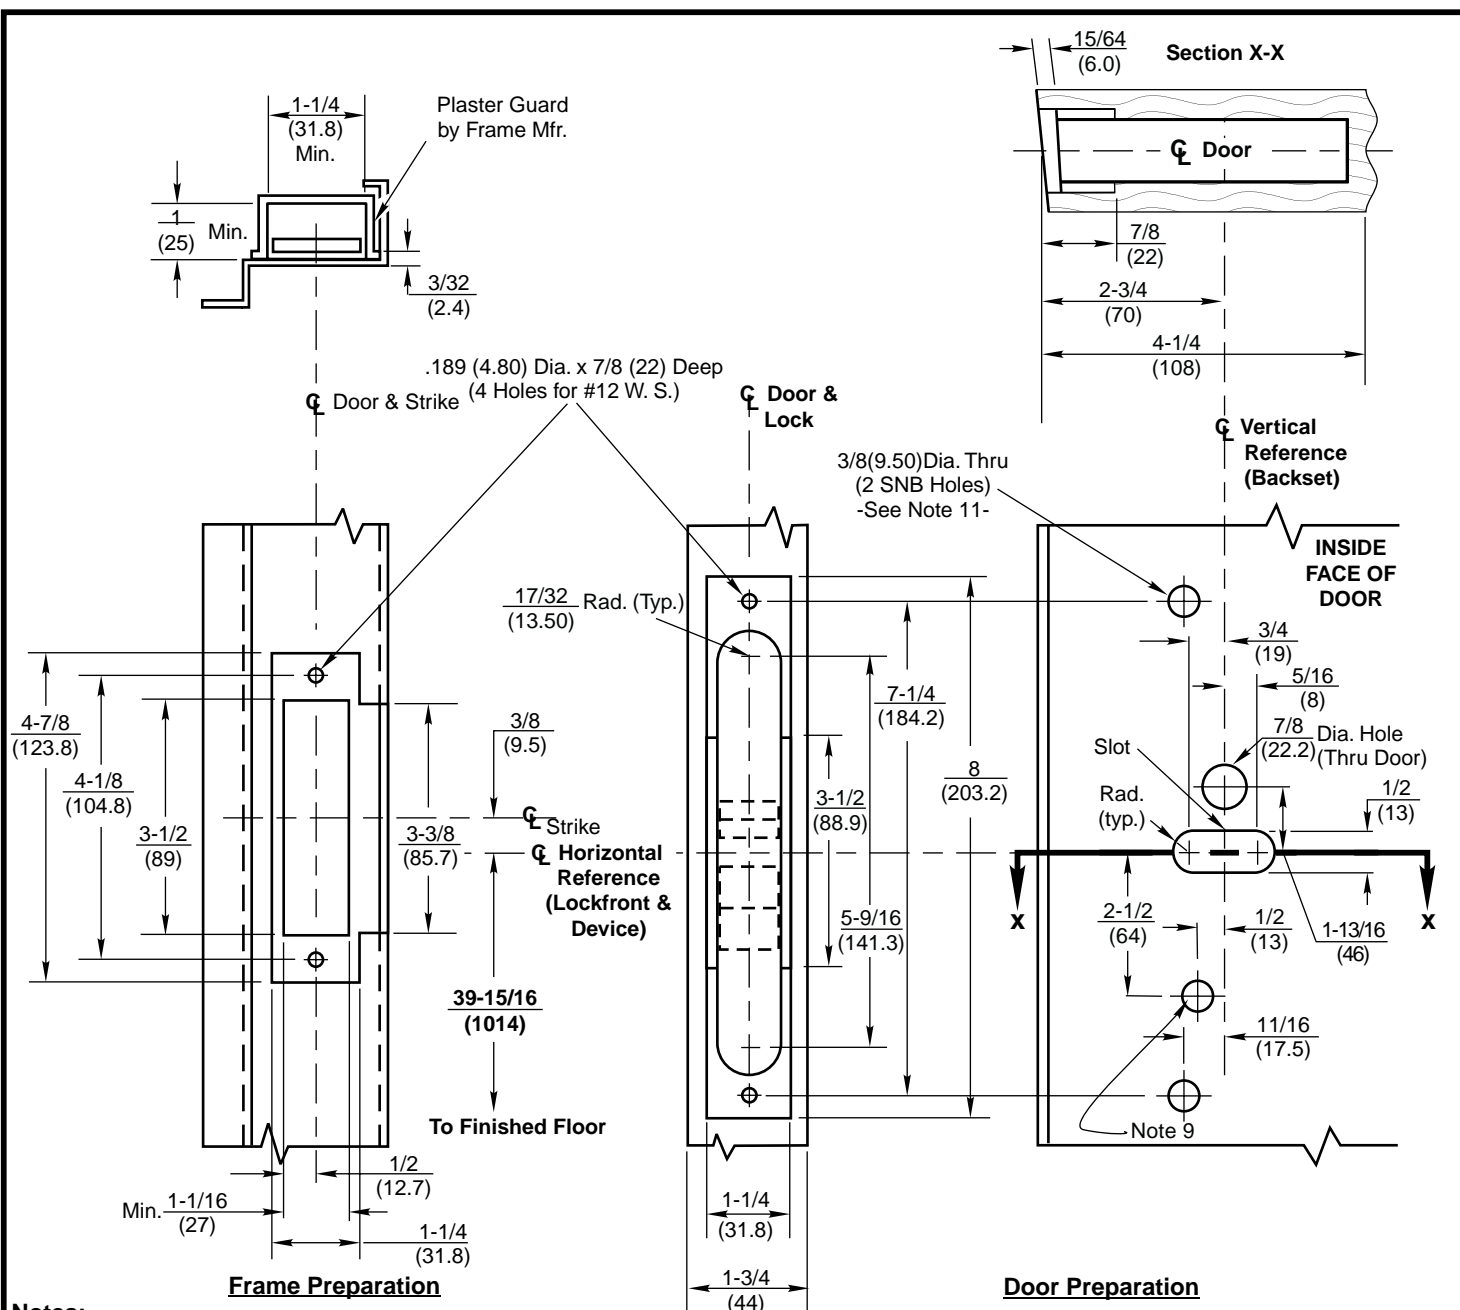 15/64
(6.0)
Section X-X
1-1/4
(31.8)
Min.
Plaster Guard
by Frame Mfr.
℄ Door
1
(25)
Min.
7/8
(22)
3/32
(2.4)
2-3/4
(70)
4-1/4
(108)
.189 (4.80) Dia. x 7/8 (22) Deep
(4 Holes for #12 W. S.)
℄ Door & Strike
℄ Door &
Lock
℄ Vertical
Reference
(Backset)
3/8(9.50)Dia. Thru
(2 SNB Holes)
-See Note 11-
INSIDE
FACE OF
DOOR
17/32
(13.50)
Rad. (Typ.)
3/4
(19)
5/16
(8)
4-7/8
(123.8)
4-1/8
(104.8)
3-1/2
(89)
3-3/8
(85.7)
3/8
(9.5)
7-1/4
(184.2)
8
(203.2)
3-1/2
(88.9)
5-9/16
(141.3)
Slot
7/8
(22.2)
Dia. Hole
(Thru Door)
Rad.
(typ.)
1/2
(13)
℄ Strike
℄ Horizontal
Reference
(Lockfront &
Device)
X
X
2-1/2
(64)
1/2
(13)
1-13/16
(46)
39-15/16
(1014)
To Finished Floor
11/16
(17.5)
Note 9
1/2
(12.7)
Min. 1-1/16
(27)
1-1/4
(31.8)
1-1/4
(31.8)
1-3/4
(44)
Frame Preparation
Door Preparation
Notes: